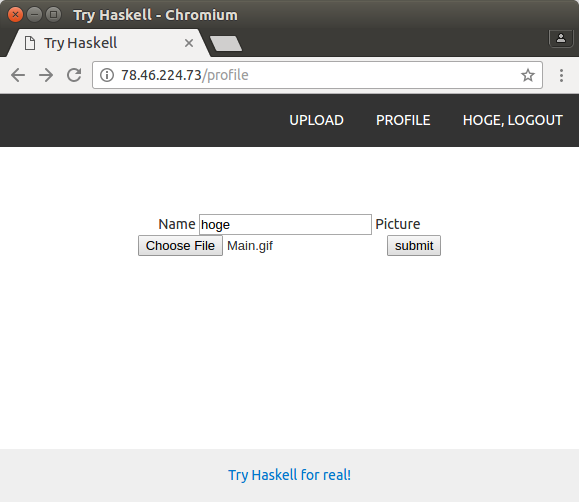 Try Haskell - Chromium
Try Haskell
78.46.224.73/profile
UPLOAD PROFILE HOGE, LOGOUT
Name hoge Picture
Choose File Main.gif submit
Try Haskell for real!